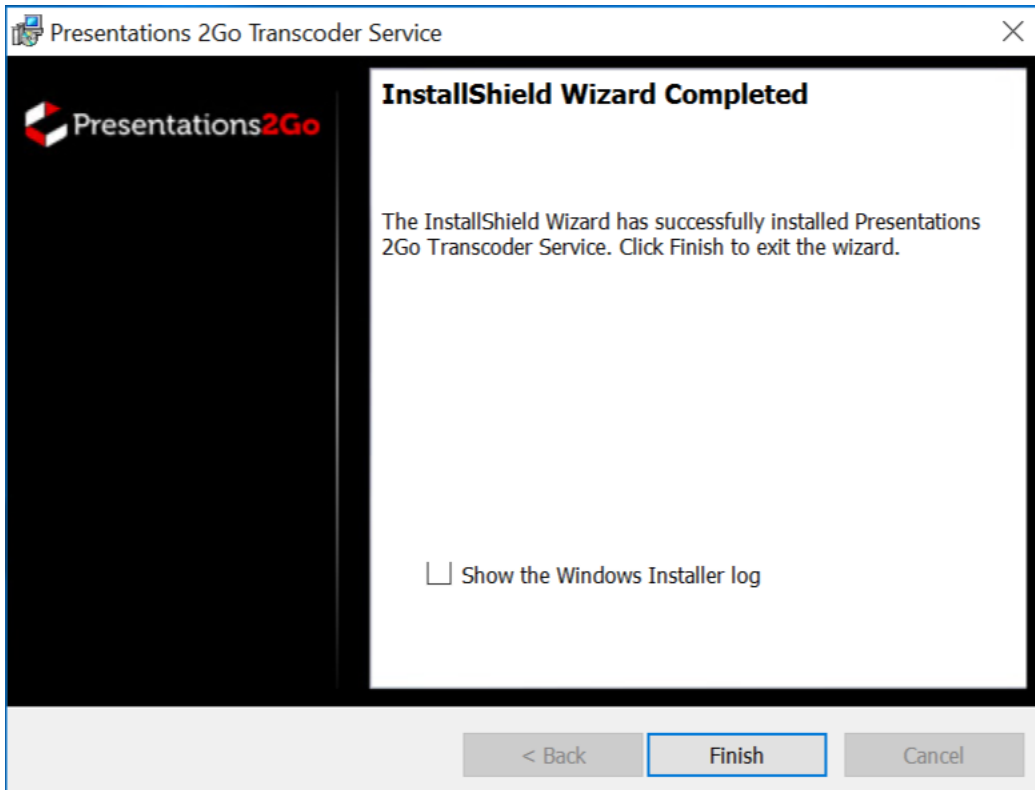 Presentations 2Go Transcoder Service
Presentations2Go
InstallShield Wizard Completed
The InstallShield Wizard has successfully installed Presentations
2Go Transcoder Service. Click Finish to exit the wizard.
Show the Windows Installer log
< Back
Finish
Cancel